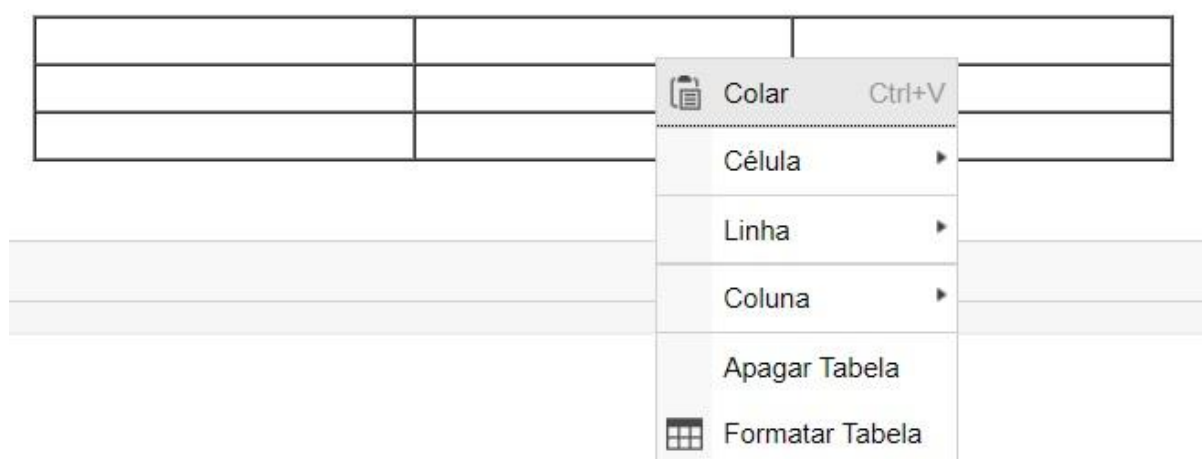 Colar Ctrl+V
Célula
Linha
Coluna
Apagar Tabela
Formatar Tabela